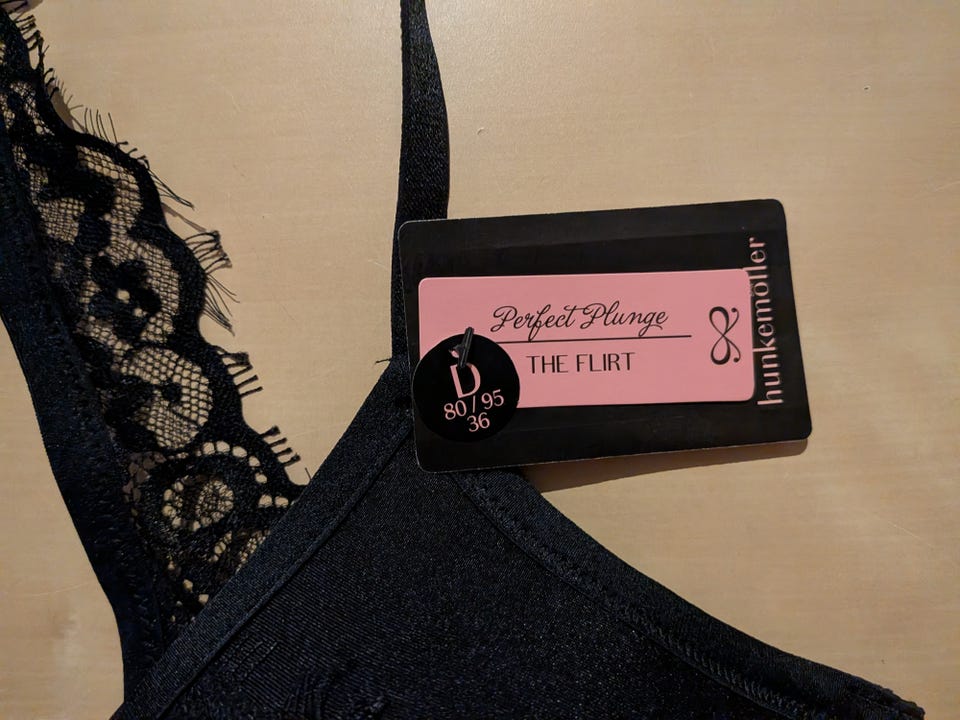 Perfect Plunge
THE FLIRT
D
80 / 95
36
hunkemöller